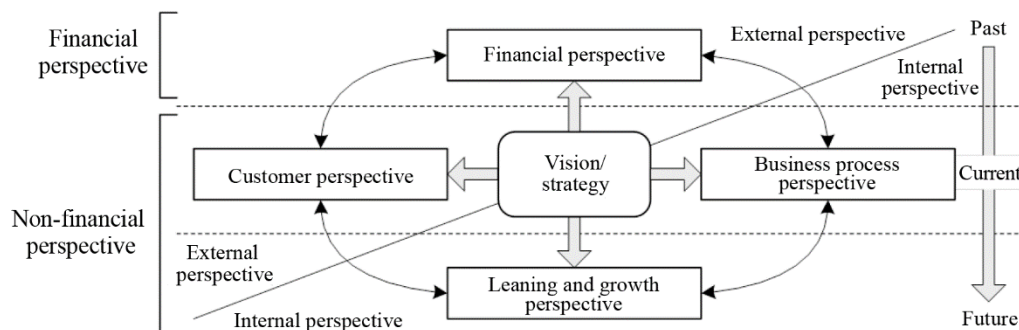 Financial
perspective
Financial perspective
External perspective
Past
Internal
perspective
Customer perspective
Vision/
strategy
Business process
perspective
Current
Non-financial
perspective
External
perspective
Leaning and growth
perspective
Internal perspective
Future